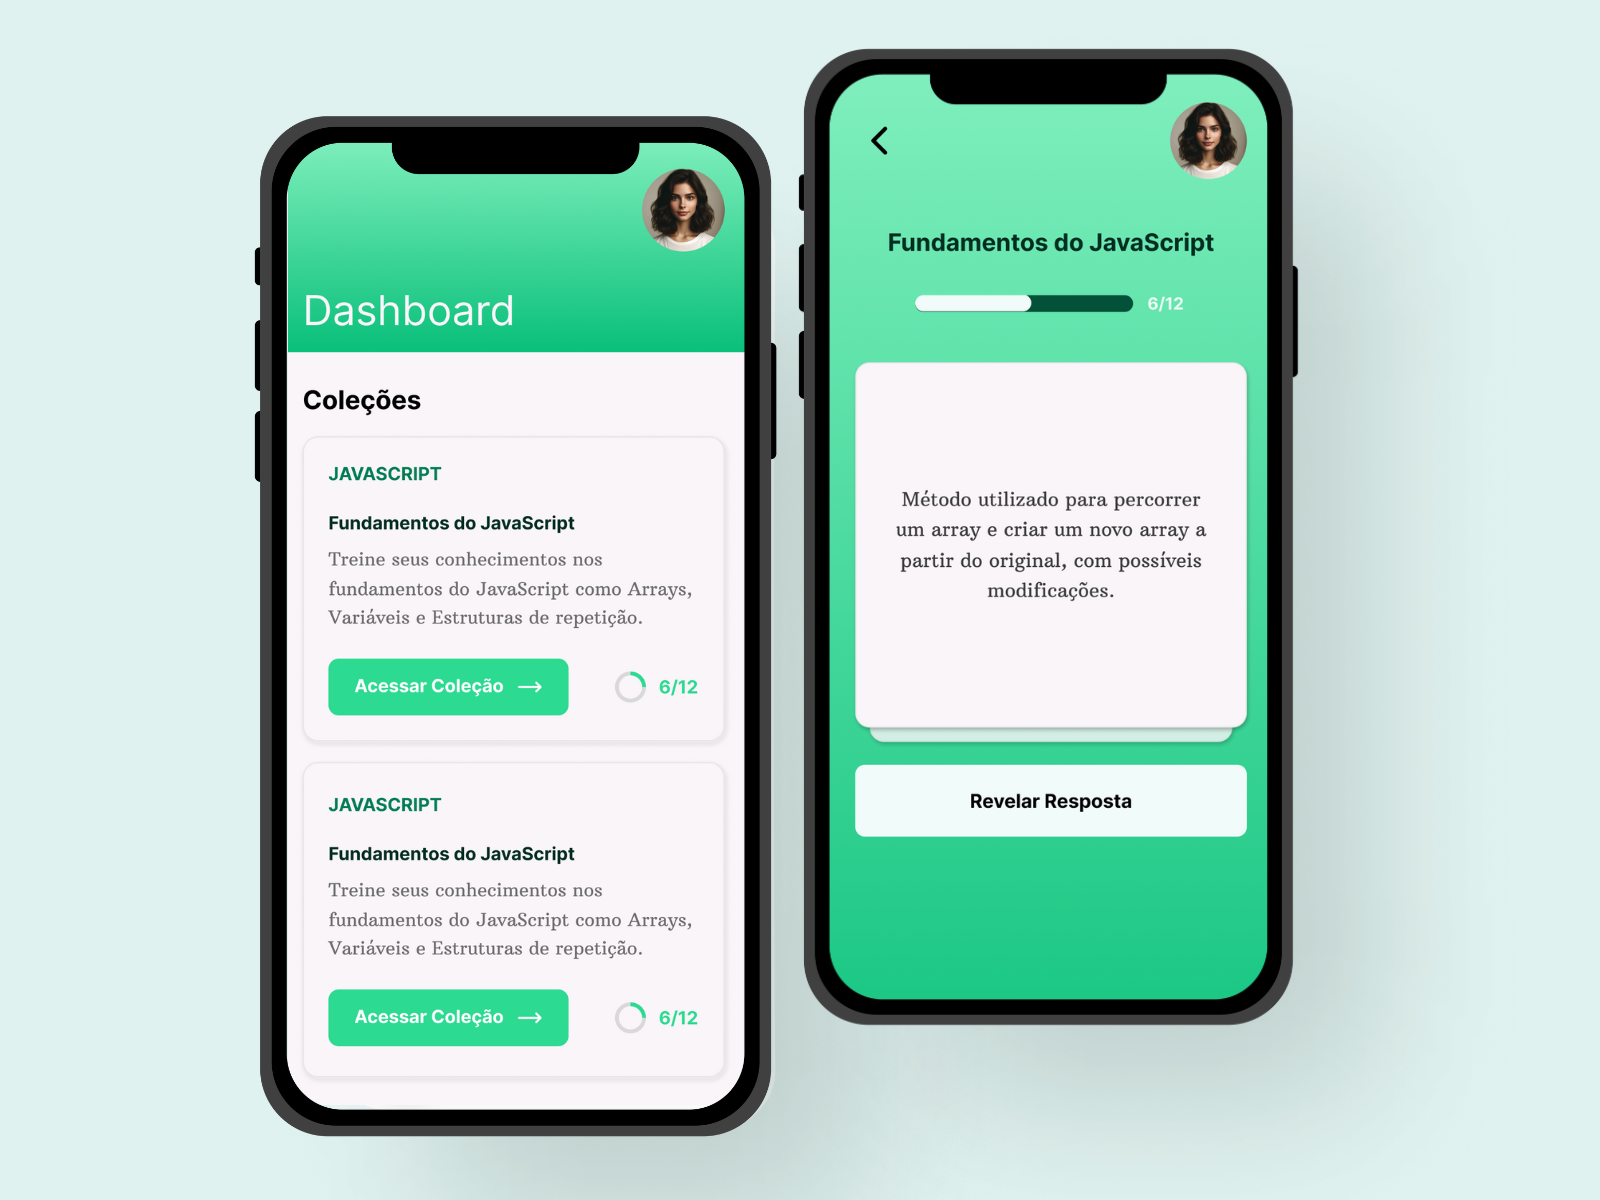 Dashboard
Coleções
JAVASCRIPT
Fundamentos do JavaScript
Treine seus conhecimentos nos
fundamentos do JavaScript como Arrays,
Variáveis e Estruturas de repetição.
Acessar Coleção
6/12
JAVASCRIPT
Fundamentos do JavaScript
Treine seus conhecimentos nos
fundamentos do JavaScript como Arrays,
Variáveis e Estruturas de repetição.
Acessar Coleção
6/12
Fundamentos do JavaScript
6/12
Método utilizado para percorrer
um array e criar um novo array a
partir do original, com possíveis
modificações.
Revelar Resposta